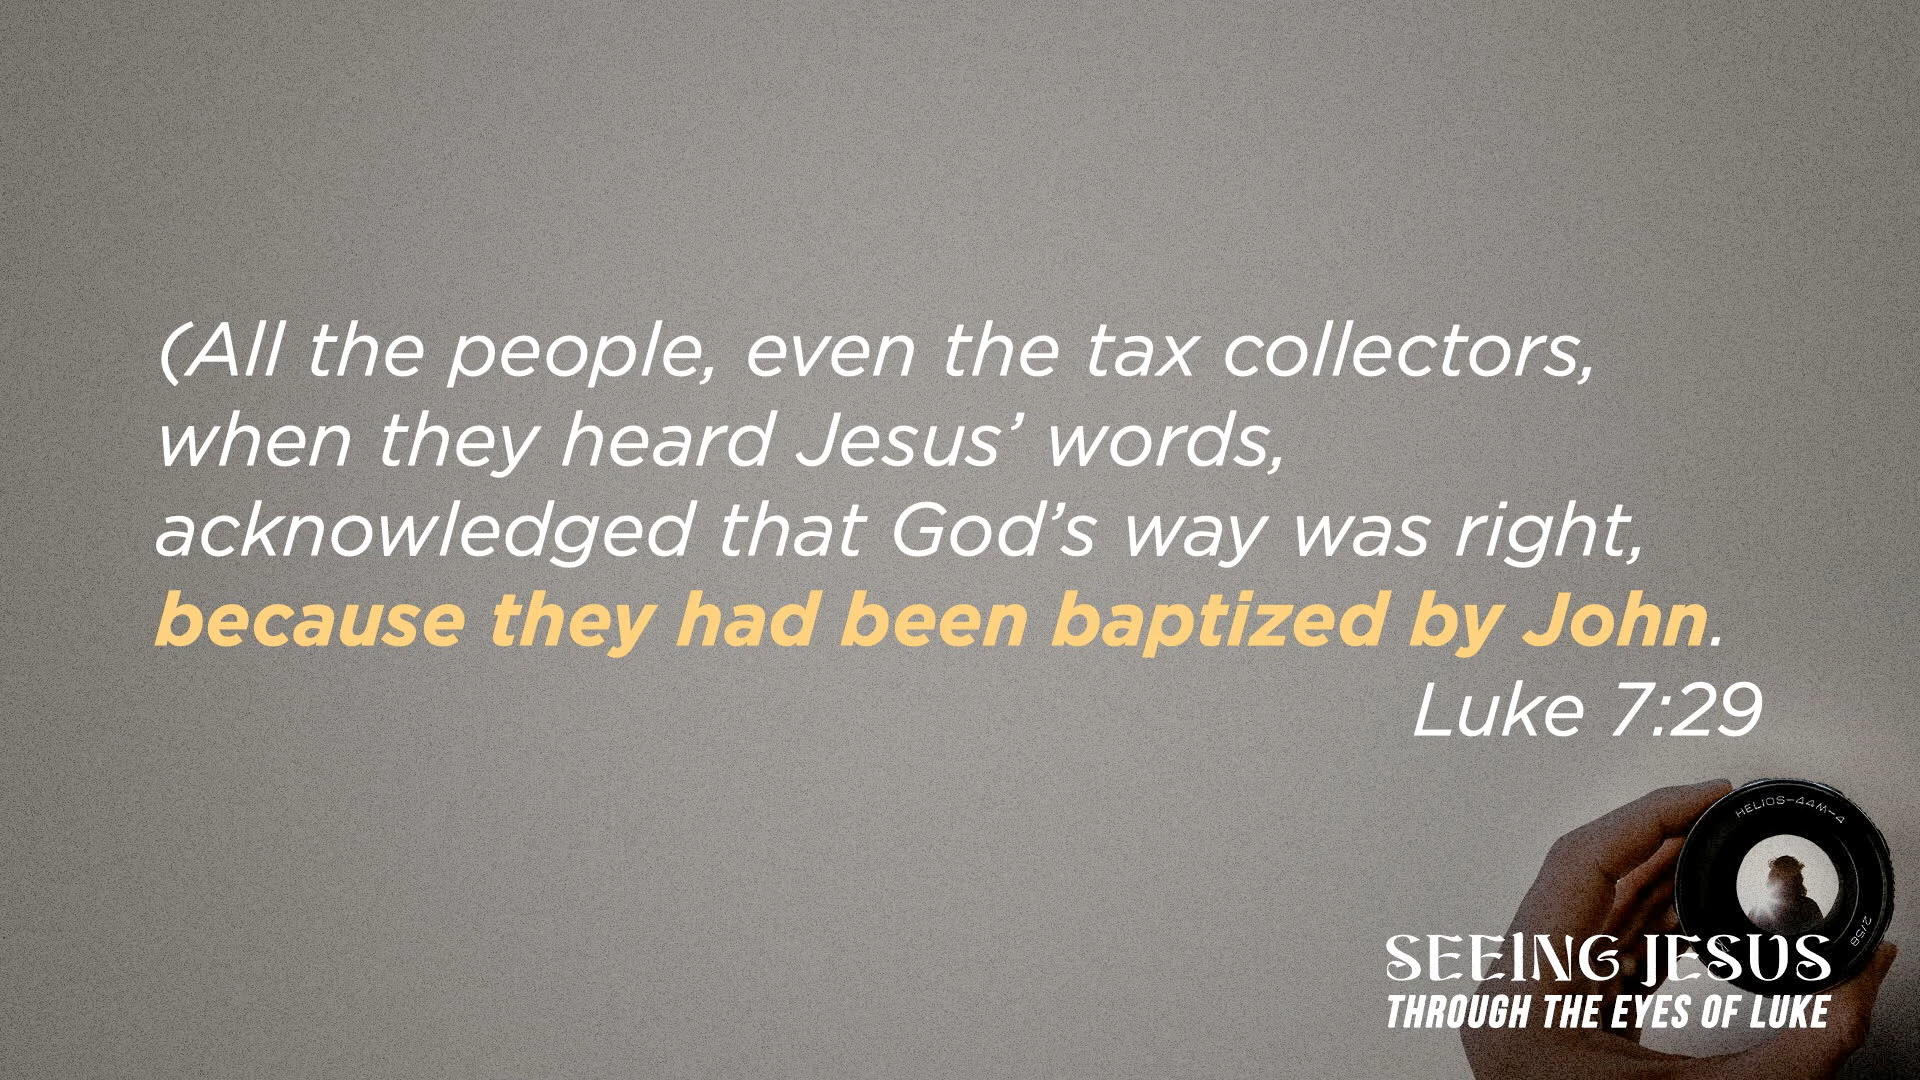 (All the people, even the tax collectors,
when they heard Jesus’ words,
acknowledged that God’s way was right,
because they had been baptized by John.
Luke 7:29
HELIOS-44M-4
2/58
SEEING JESUS
THROUGH THE EYES OF LUKE